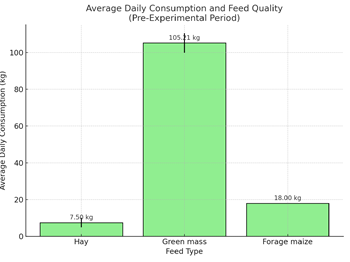 Average Daily Consumption and Feed Quality
(Pre-Experimental Period)
105.21 kg
7.50 kg
18.00 kg
100
80
60
40
20
0
Average Daily Consumption (kg)
Hay
Green mass
Forage maize
Feed Type